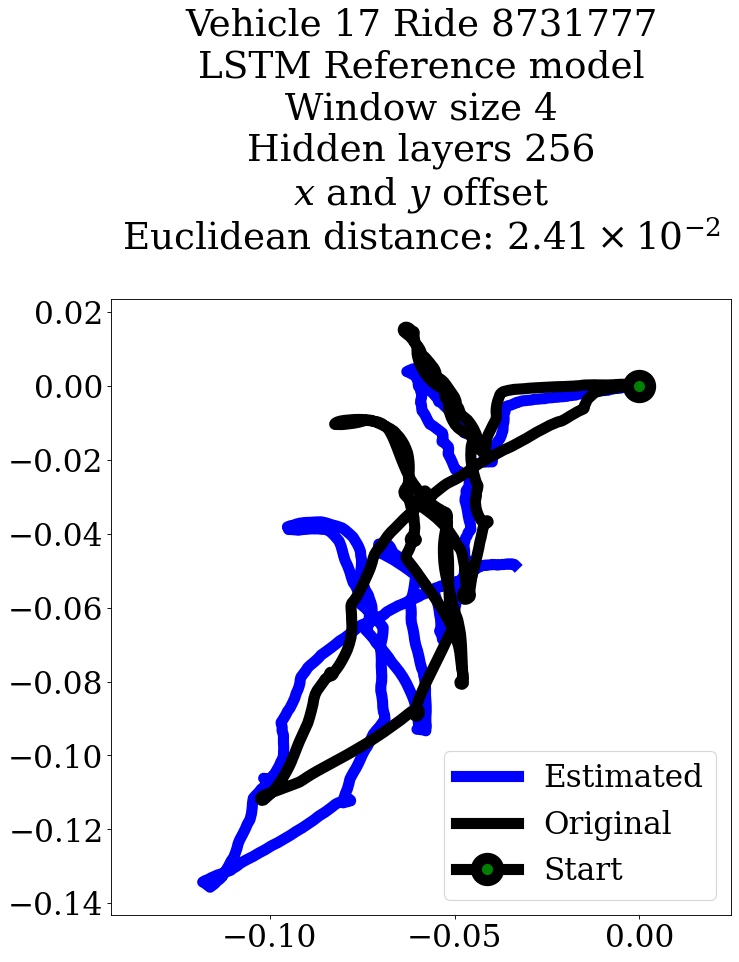 Vehicle 17 Ride 8731777
LSTM Reference model
Window size 4
Hidden layers 256
x and y offset
Euclidean distance: 2.41 × 10⁻²
0.02
0.00
−0.02
−0.04
−0.06
−0.08
−0.10
−0.12
−0.14
Estimated
Original
Start
−0.10
−0.05
0.00